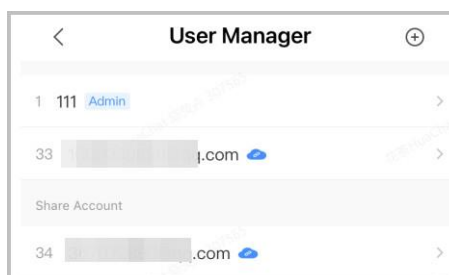 User Manager
1 111 Admin
33 .com
Share Account
34 .com